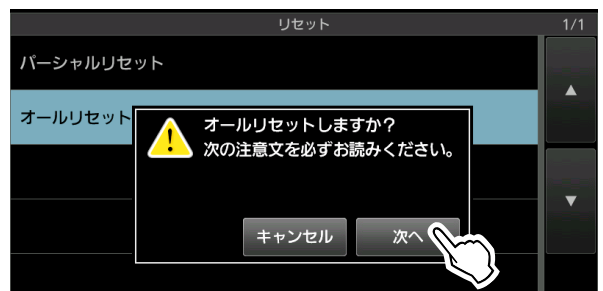 リセット
1/1
パーシャルリセット
オールリセット
オールリセットしますか？
次の注意文を必ずお読みください。
キャンセル
次へ